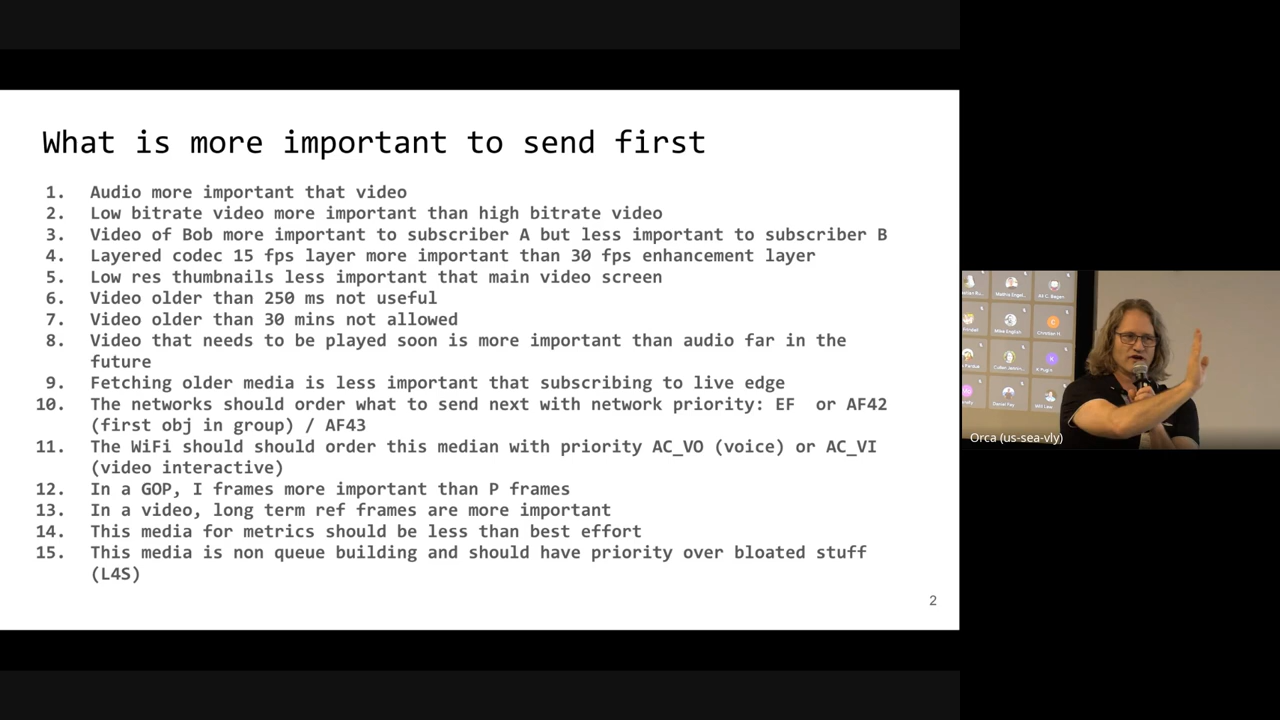 What is more important to send first
1. Audio more important that video
2. Low bitrate video more important than high bitrate video
3. Video of Bob more important to subscriber A but less important to subscriber B
4. Layered codec 15 fps layer more important than 30 fps enhancement layer
5. Low res thumbnails less important that main video screen
6. Video older than 250 ms not useful
7. Video older than 30 mins not allowed
8. Video that needs to be played soon is more important than audio far in the
future
9. Fetching older media is less important that subscribing to live edge
10. The networks should order what to send next with network priority: EF  or AF42
(first obj in group) / AF43
11. The WiFi should should order this median with priority AC_VO (voice) or AC_VI
(video interactive)
12. In a GOP, I frames more important than P frames
13. In a video, long term ref frames are more important
14. This media for metrics should be less than best effort
15. This media is non queue building and should have priority over bloated stuff
(L4S)
2
Orca (us-sea-vly)